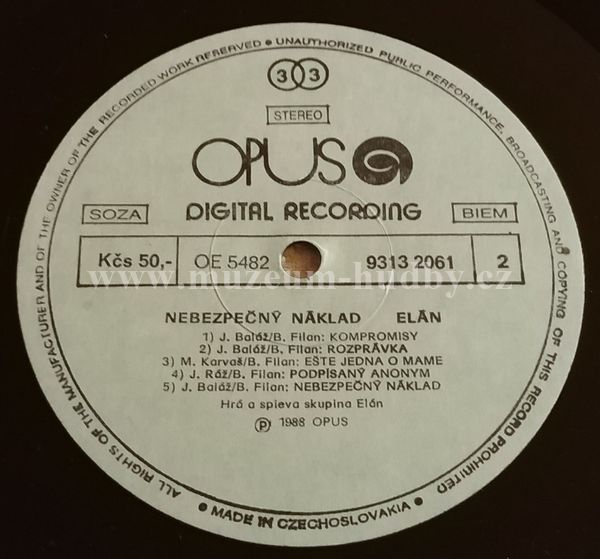 ALL RIGHTS OF THE MANUFACTURER AND OF THE OWNER OF THE RECORDED WORK RESERVED ● UNAUTHORIZED PUBLIC PERFORMANCE, BROADCASTING AND COPYING OF THIS RECORD PROHIBITED
33
STEREO
OPUS
SOZA DIGITAL RECORDING BIEM
Kčs 50,- OE 5482 9313 2061 2
www.muzeum-hudby.cz
NEBEZPEČNÝ NÁKLAD ELÁN
1) J. Baláž/B. Filan: KOMPROMISY
2) J. Baláž/B. Filan: ROZPRÁVKA
3) M. Karvaš/B. Filan: EŠTE JEDNA O MAME
4) J. Ráž/B. Filan: PODPÍSANÝ ANONYM
5) J. Baláž/B. Filan: NEBEZPEČNÝ NÁKLAD
Hrá a spieva skupina Elán
Ⓟ 1988 OPUS
● MADE IN CZECHOSLOVAKIA ●